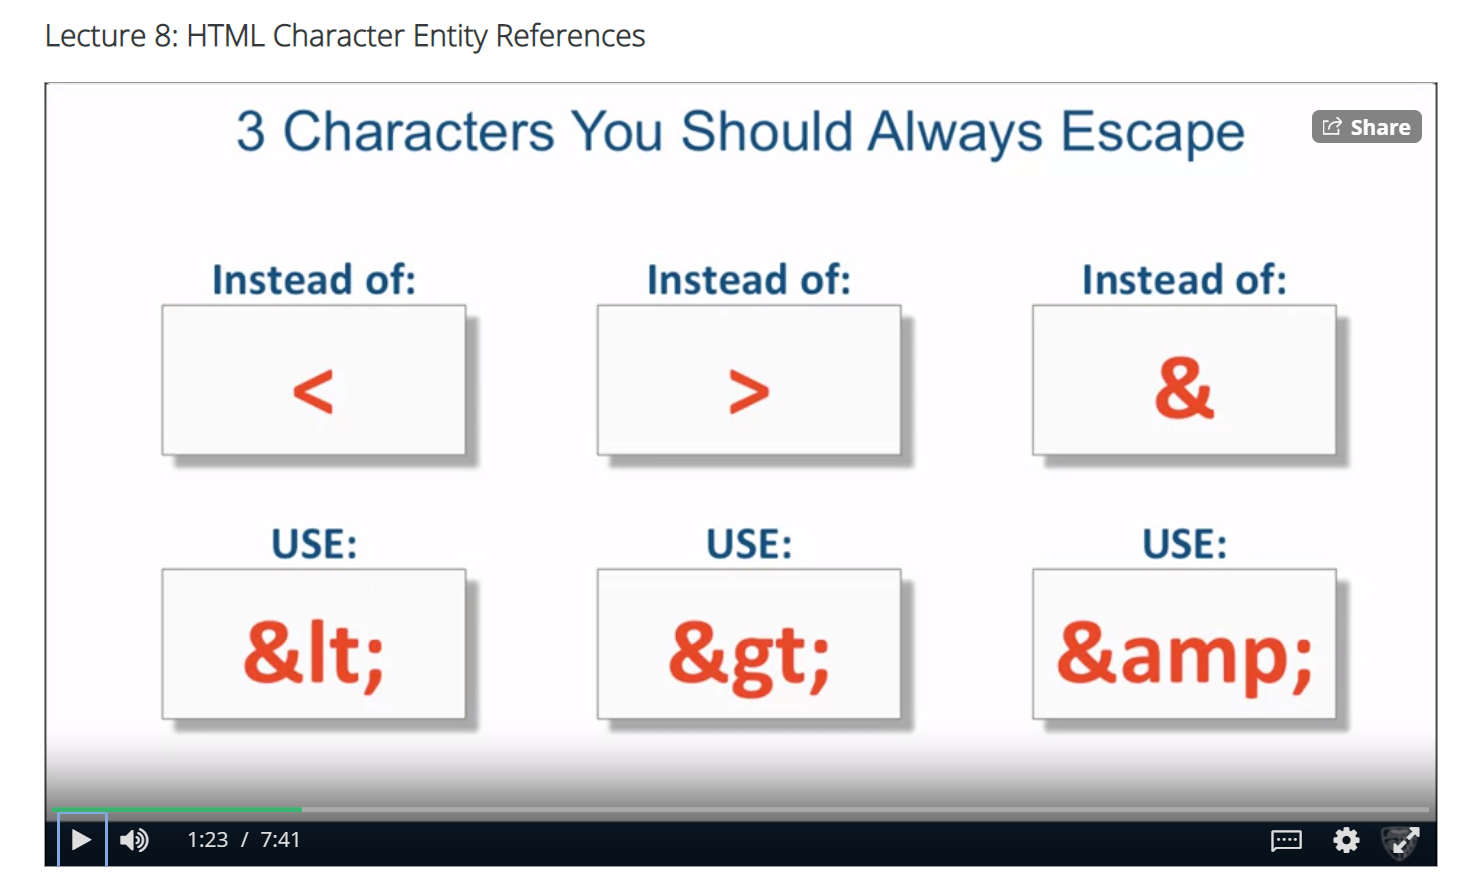 Lecture 8: HTML Character Entity References
3 Characters You Should Always Escape
Share
Instead of: Instead of: Instead of:
< > &
USE: USE: USE:
&lt; &gt; &amp;
1:23 / 7:41